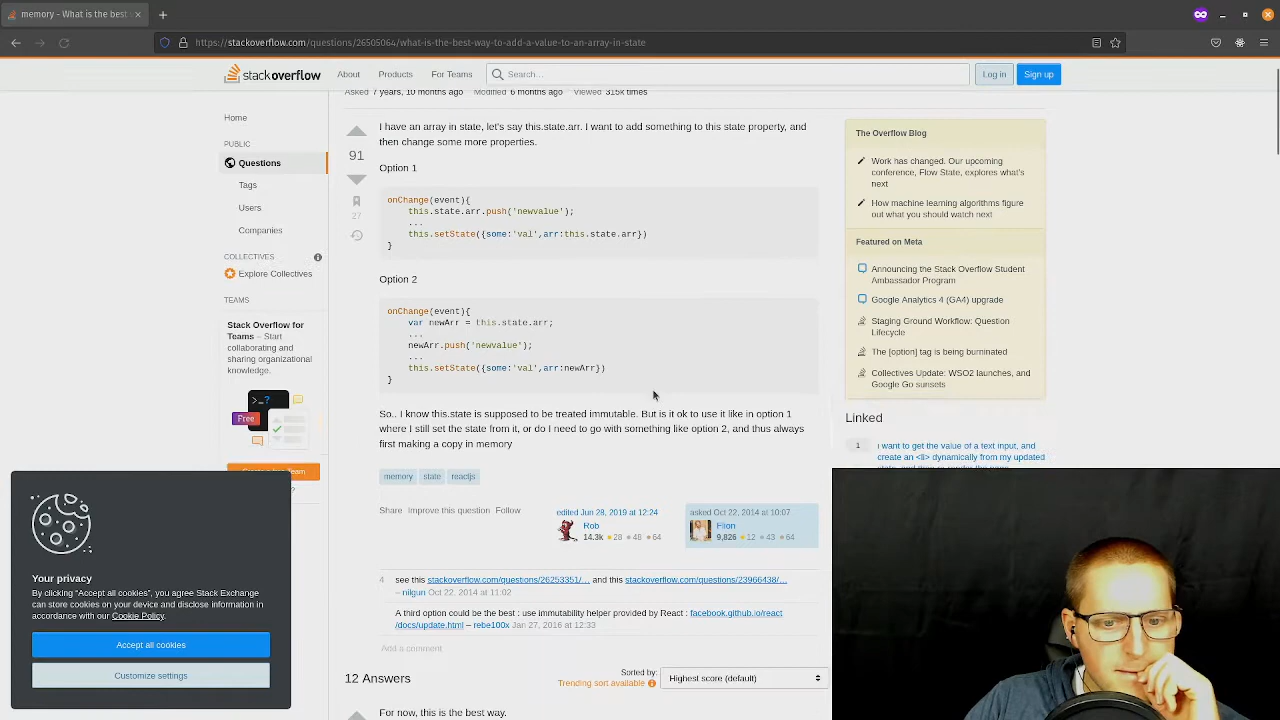 memory - What is the best
https://stackoverflow.com/questions/26505064/what-is-the-best-way-to-add-a-value-to-an-array-in-state
stackoverflow
About
Products
For Teams
Search…
Log in
Sign up
Home
PUBLIC
Questions
Tags
Users
Companies
COLLECTIVES
Explore Collectives
TEAMS
Stack Overflow for
Teams – Start
collaborating and
sharing organizational
knowledge.
>_?
Free
Asked 7 years, 10 months ago Modified 6 months ago Viewed 315k times
91
27
I have an array in state, let's say this.state.arr. I want to add something to this state property, and
then change some more properties.
Option 1
onChange(event){
this.state.arr.push('newvalue');
...
this.setState({some:'val',arr:this.state.arr})
}
Option 2
onChange(event){
var newArr = this.state.arr;
...
newArr.push('newvalue');
...
this.setState({some:'val',arr:newArr})
}
So.. I know this.state is supposed to be treated immutable. But is it ok to use it like in option 1
where I still set the state from it, or do I need to go with something like option 2, and thus always
first making a copy in memory
memory
state
reactjs
Share Improve this question Follow
edited Jun 28, 2019 at 12:24
Rob
14.3k 28 48 64
asked Oct 22, 2014 at 10:07
Flion
9,826 12 43 64
4 see this stackoverflow.com/questions/26253351/… and this stackoverflow.com/questions/23966438/…
– nilgun Oct 22, 2014 at 11:02
A third option could be the best : use immutability helper provided by React : facebook.github.io/react
/docs/update.html – rebe100x Jan 27, 2016 at 12:33
Add a comment
12 Answers
Sorted by:
Trending sort available
Highest score (default)
For now, this is the best way.
The Overflow Blog
Work has changed. Our upcoming
conference, Flow State, explores what's
next
How machine learning algorithms figure
out what you should watch next
Featured on Meta
Announcing the Stack Overflow Student
Ambassador Program
Google Analytics 4 (GA4) upgrade
Staging Ground Workflow: Question
Lifecycle
The [option] tag is being burninated
Collectives Update: WSO2 launches, and
Google Go sunsets
Linked
1
i want to get the value of a text input, and
create an <li> dynamically from my updated
Your privacy
By clicking "Accept all cookies", you agree Stack Exchange
can store cookies on your device and disclose information in
accordance with our Cookie Policy.
Accept all cookies
Customize settings